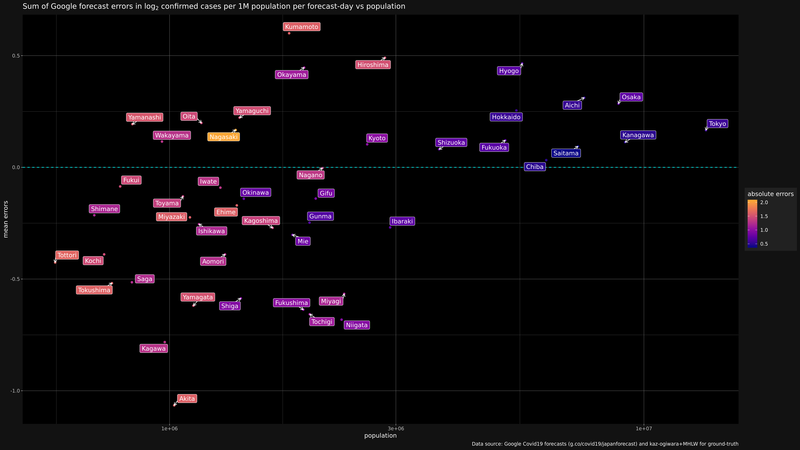 Sum of Google forecast errors in log2 confirmed cases per 1M population per forecast-day vs population
Kumamoto
0.5
Hiroshima
Okayama
Hyogo
Osaka
Aichi
Yamanashi
Oita
Yamaguchi
Hokkaido
Tokyo
Wakayama
Nagasaki
Kyoto
Kanagawa
Shizuoka
Fukuoka
Saitama
0.0
Chiba
Nagano
Fukui
Iwate
Okinawa
Gifu
Toyama
Shimane
Miyazaki
Ehime
Kagoshima
Gunma
Ibaraki
Ishikawa
Mie
mean errors
absolute errors
2.0
1.5
1.0
0.5
Tottori
Kochi
Aomori
-0.5
Saga
Tokushima
Yamagata
Shiga
Fukushima
Miyagi
Tochigi
Niigata
Kagawa
-1.0
Akita
1e+06
3e+06
1e+07
population
Data source: Google Covid19 forecasts (g.co/covid19/japanforecast) and kaz-ogiwara+MHLW for ground-truth